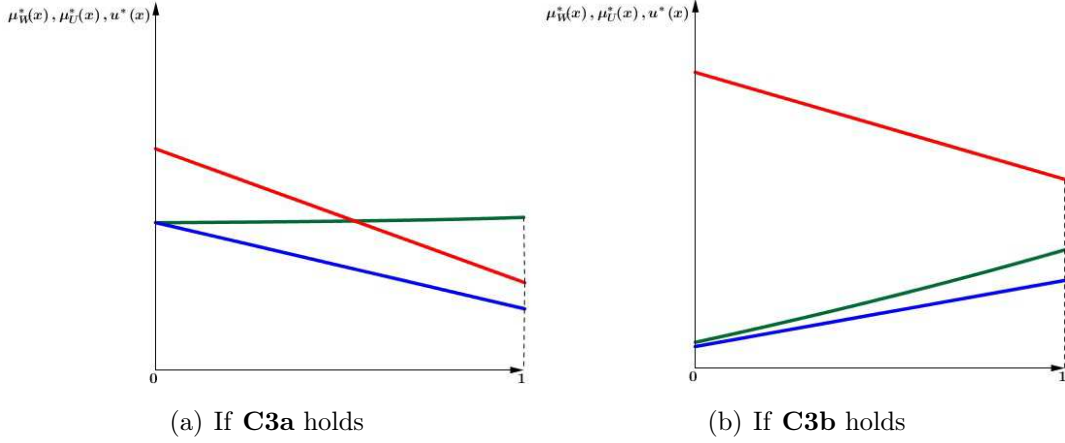 μ*_W(x) , μ*_U(x) , u*(x)
0
1
(a) If C3a holds
μ*_W(x) , μ*_U(x) , u*(x)
0
1
(b) If C3b holds